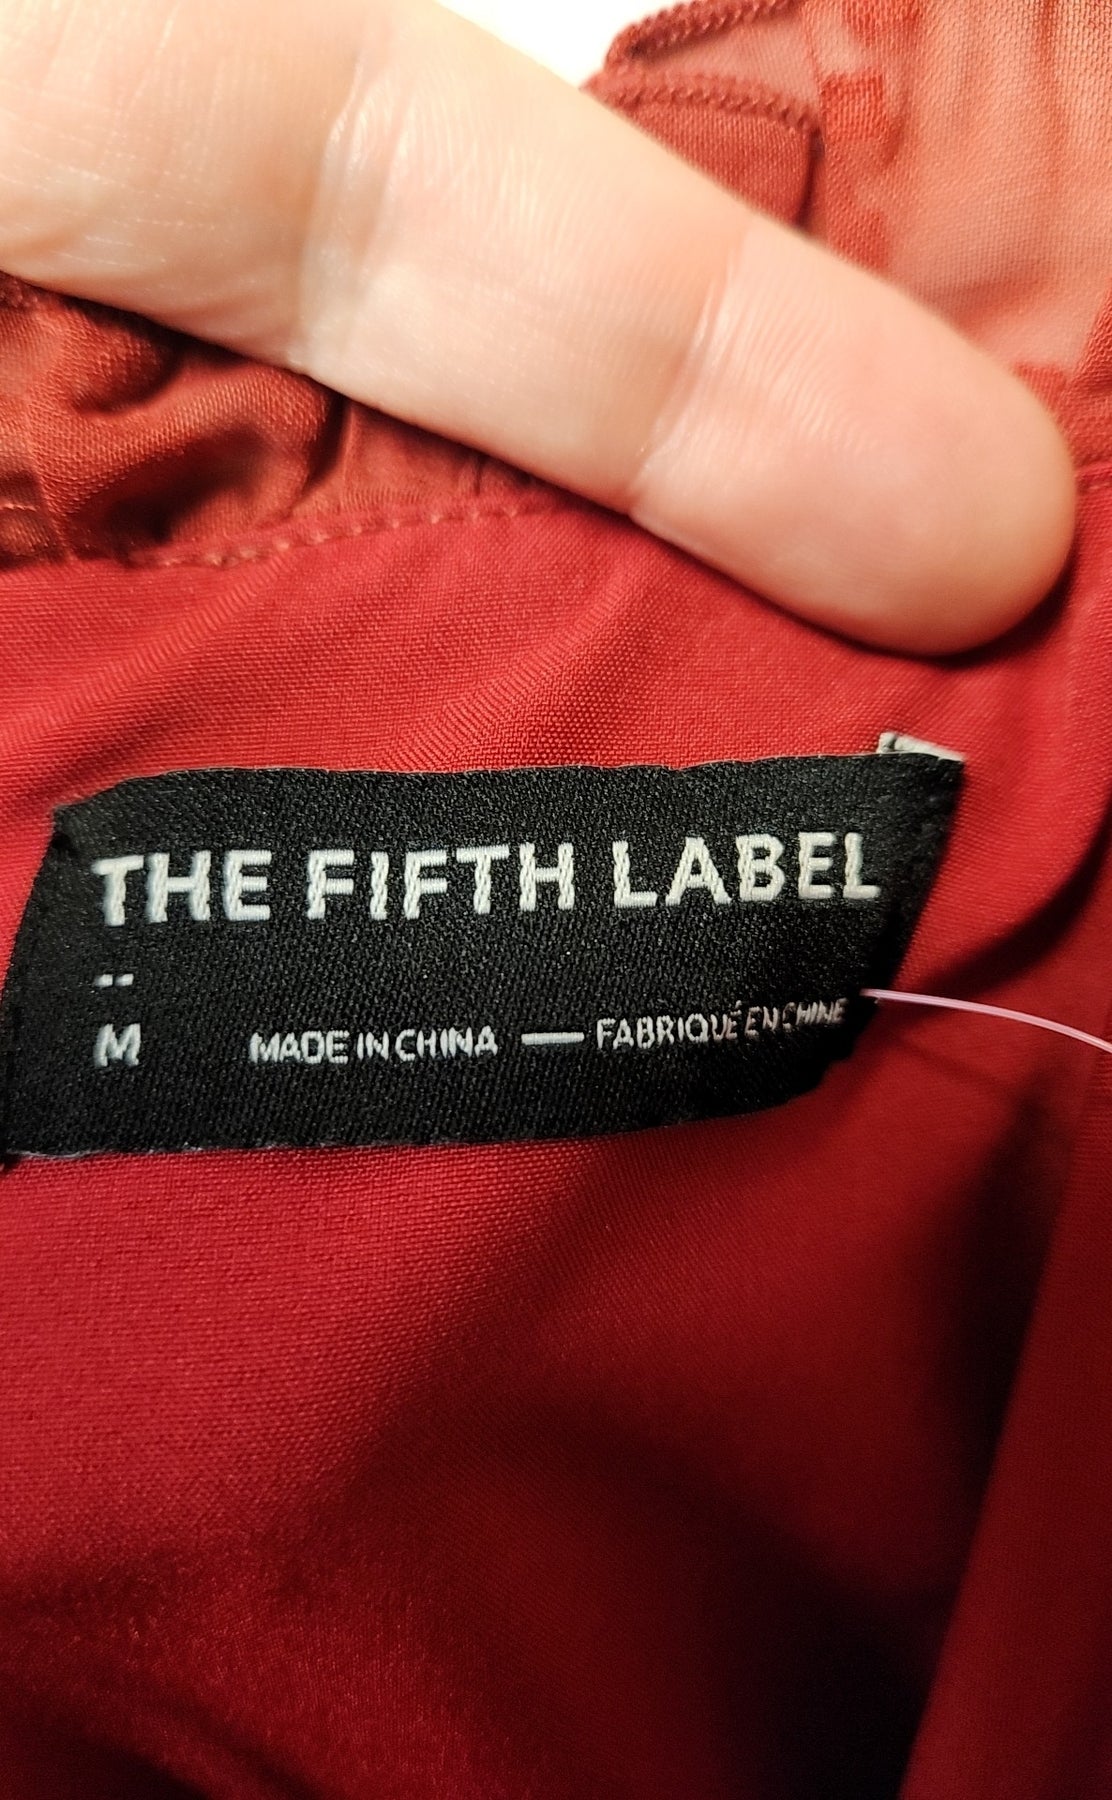 THE FIFTH LABEL
··
M
MADE IN CHINA — FABRIQUÉ EN CHINE